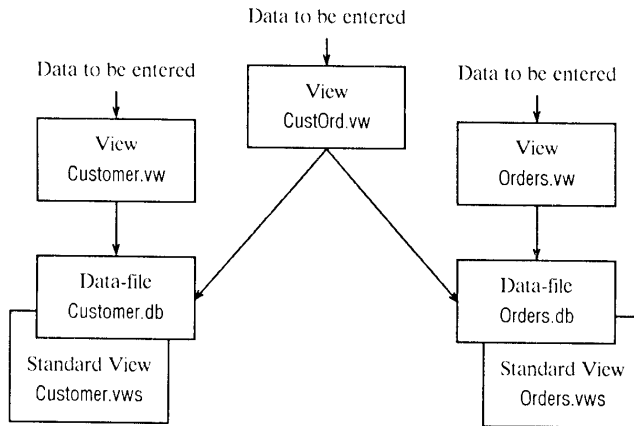 Data to be entered
Data to be entered
Data to be entered
View
CustOrd.vw
View
Customer.vw
View
Orders.vw
Data-file
Customer.db
Data-file
Orders.db
Standard View
Customer.vws
Standard View
Orders.vws